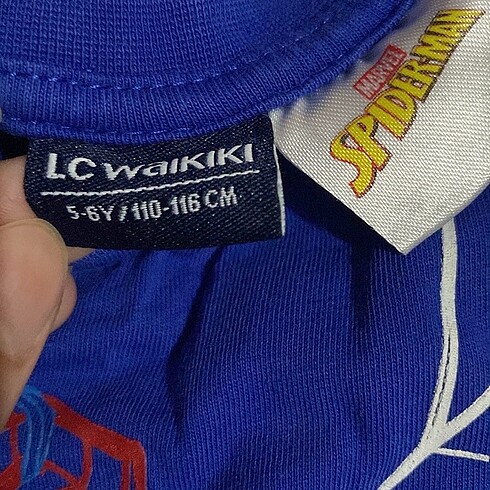 LC WAIKIKI
5-6Y/110-116 CM
MARVEL
SPIDER-MAN